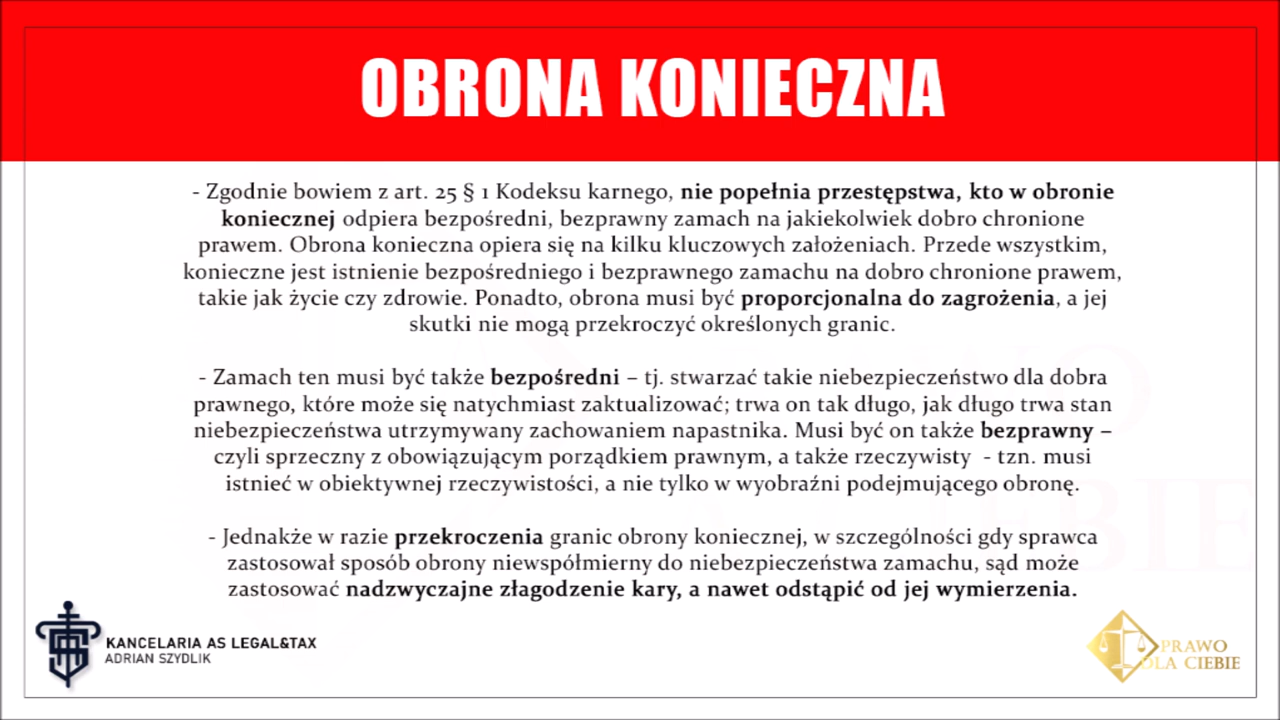 OBRONA KONIECZNA
- Zgodnie bowiem z art. 25 § 1 Kodeksu karnego, nie popełnia przestępstwa, kto w obronie
koniecznej odpiera bezpośredni, bezprawny zamach na jakiekolwiek dobro chronione
prawem. Obrona konieczna opiera się na kilku kluczowych założeniach. Przede wszystkim,
konieczne jest istnienie bezpośredniego i bezprawnego zamachu na dobro chronione prawem,
takie jak życie czy zdrowie. Ponadto, obrona musi być proporcjonalna do zagrożenia, a jej
skutki nie mogą przekroczyć określonych granic.
- Zamach ten musi być także bezpośredni – tj. stwarzać takie niebezpieczeństwo dla dobra
prawnego, które może się natychmiast zaktualizować; trwa on tak długo, jak długo trwa stan
niebezpieczeństwa utrzymywany zachowaniem napastnika. Musi być on także bezprawny –
czyli sprzeczny z obowiązującym porządkiem prawnym, a także rzeczywisty - tzn. musi
istnieć w obiektywnej rzeczywistości, a nie tylko w wyobraźni podejmującego obronę.
- Jednakże w razie przekroczenia granic obrony koniecznej, w szczególności gdy sprawca
zastosował sposób obrony niewspółmierny do niebezpieczeństwa zamachu, sąd może
zastosować nadzwyczajne złagodzenie kary, a nawet odstąpić od jej wymierzenia.
KANCELARIA AS LEGAL&TAX
ADRIAN SZYDLIK
PRAWO
DLA CIEBIE